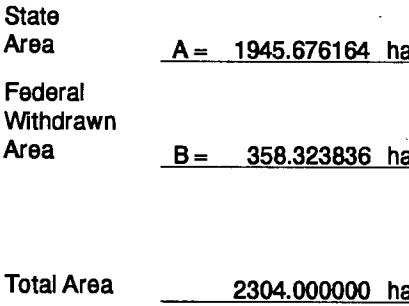 State
Area A = 1945.676164 ha
Federal
Withdrawn
Area B = 358.323836 ha
Total Area 2304.000000 ha